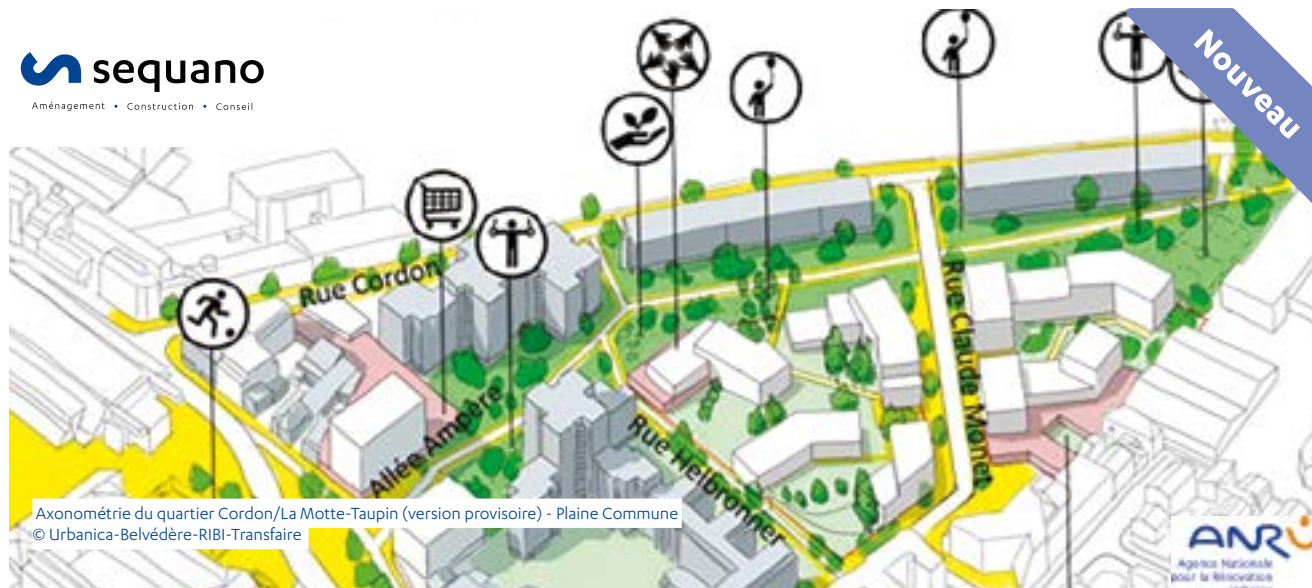 sequano
Aménagement • Construction • Conseil
Nouveau
Rue Cordon
Allée Ampère
Rue Helbronner
Rue Claude Monet
Axonométrie du quartier Cordon/La Motte-Taupin (version provisoire) - Plaine Commune
© Urbanica-Belvédère-RIBI-Transfaire
ANRU
Agence Nationale
pour la Rénovation